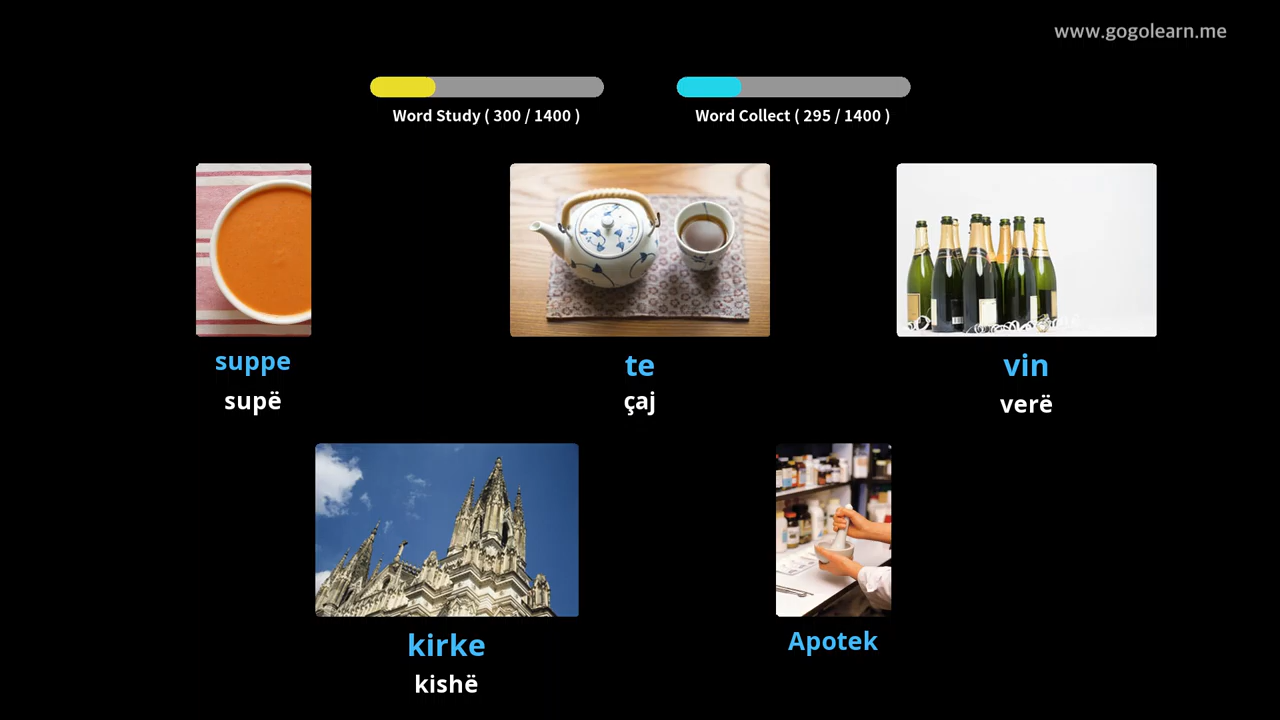 www.gogolearn.me
Word Study ( 300 / 1400 )
Word Collect ( 295 / 1400 )
suppe
supë
te
çaj
vin
verë
kirke
kishë
Apotek